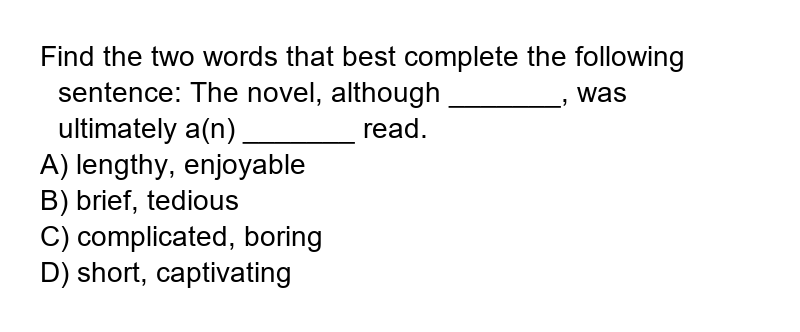 Find the two words that best complete the following
sentence: The novel, although _______, was
ultimately a(n) _______ read.
A) lengthy, enjoyable
B) brief, tedious
C) complicated, boring
D) short, captivating